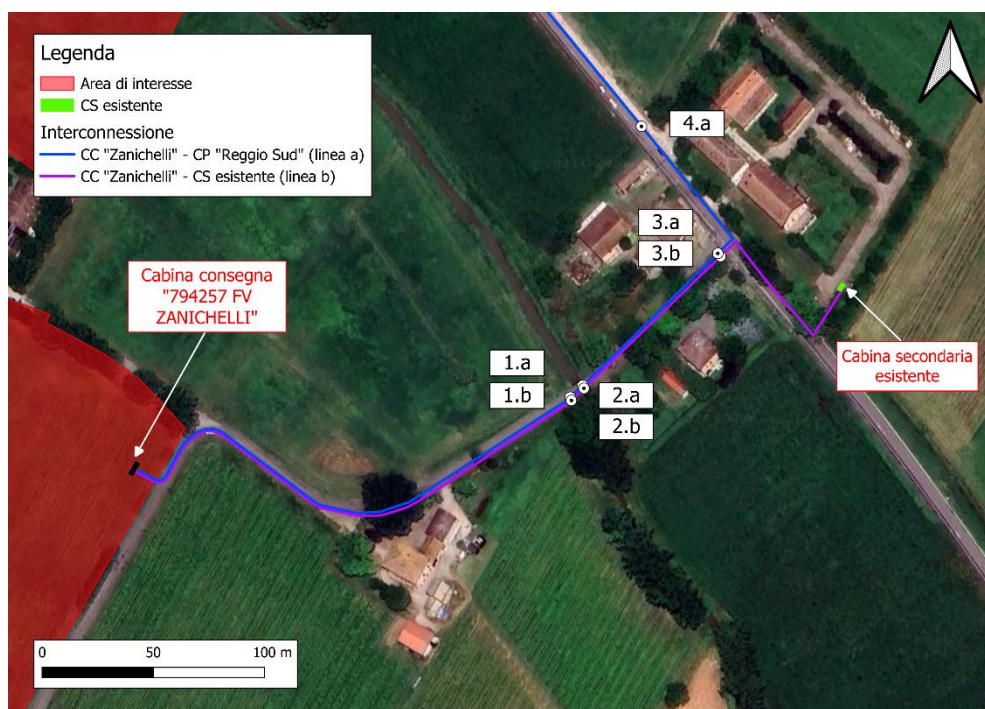 Legenda
Area di interesse
CS esistente
Interconnessione
CC "Zanichelli" - CP "Reggio Sud" (linea a)
CC "Zanichelli" - CS esistente (linea b)
4.a
3.a
3.b
Cabina consegna
"794257 FV
ZANICHELLI"
Cabina secondaria
esistente
1.a
1.b
2.a
2.b
0 50 100 m